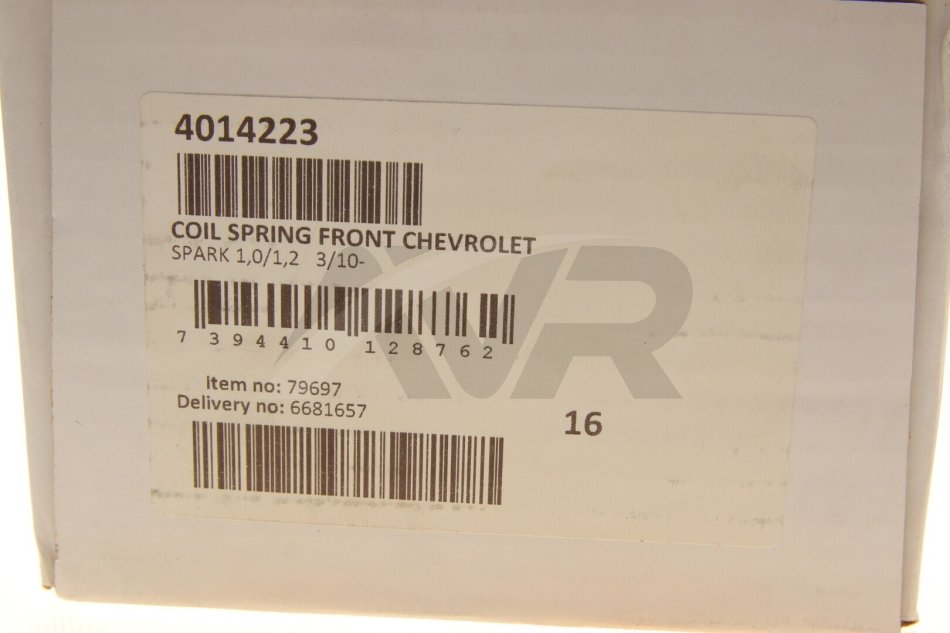 4014223
COIL SPRING FRONT CHEVROLET
SPARK 1,0/1,2 3/10-
7 394410 128762
Item no: 79697
Delivery no: 6681657
16
AVR